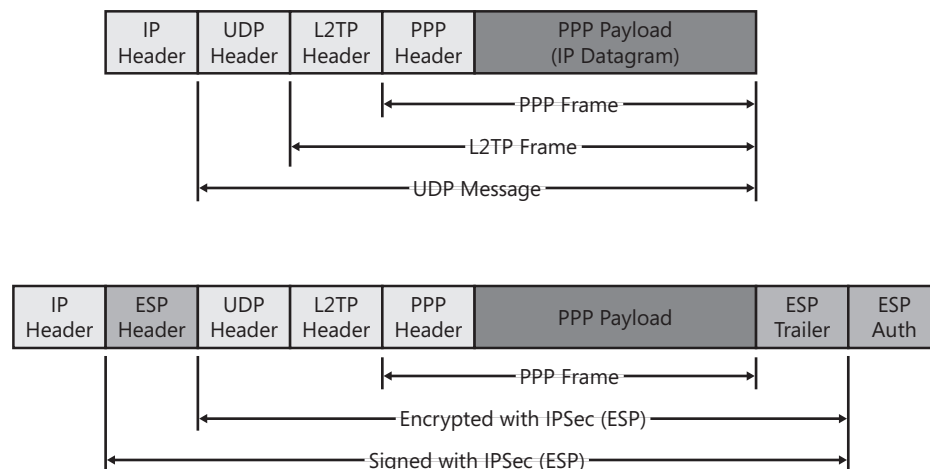 IP Header
UDP Header
L2TP Header
PPP Header
PPP Payload (IP Datagram)
PPP Frame
L2TP Frame
UDP Message
IP Header
ESP Header
UDP Header
L2TP Header
PPP Header
PPP Payload
ESP Trailer
ESP Auth
PPP Frame
Encrypted with IPSec (ESP)
Signed with IPSec (ESP)